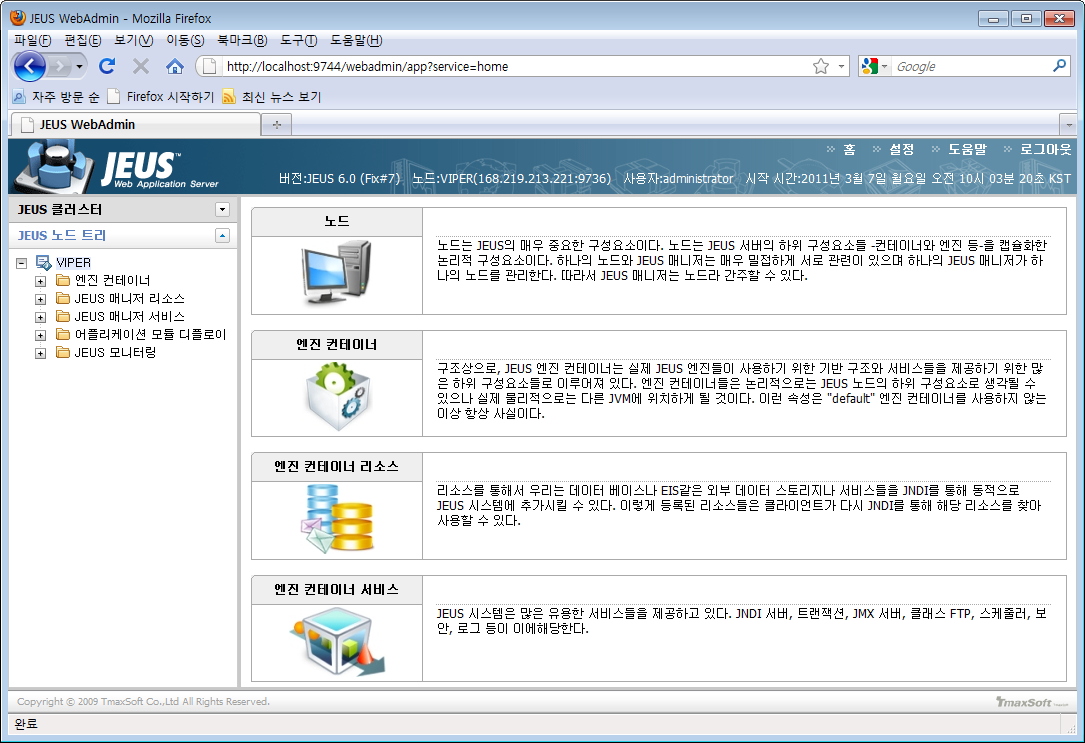 JEUS WebAdmin - Mozilla Firefox
파일(F) 편집(E) 보기(V) 이동(S) 북마크(B) 도구(T) 도움말(H)
http://localhost:9744/webadmin/app?service=home
Google
자주 방문 순 Firefox 시작하기 최신 뉴스 보기
JEUS WebAdmin
JEUS™
Web Application Server
홈 설정 도움말 로그아웃
버전:JEUS 6.0 (Fix#7) 노드:VIPER(168.219.213.221:9736) 사용자:administrator 시작 시간:2011년 3월 7일 월요일 오전 10시 03분 20초 KST
JEUS 클러스터
JEUS 노드 트리
VIPER
엔진 컨테이너
JEUS 매니저 리소스
JEUS 매니저 서비스
어플리케이션 모듈 디플로이
JEUS 모니터링
노드
노드는 JEUS의 매우 중요한 구성요소이다. 노드는 JEUS 서버의 하위 구성요소들 -컨테이너와 엔진 등-을 캡슐화한
논리적 구성요소이다. 하나의 노드와 JEUS 매니저는 매우 밀접하게 서로 관련이 있으며 하나의 JEUS 매니저가 하
나의 노드를 관리한다. 따라서 JEUS 매니저는 노드라 간주할 수 있다.
엔진 컨테이너
구조상으로, JEUS 엔진 컨테이너는 실제 JEUS 엔진들이 사용하기 위한 기반 구조와 서비스들을 제공하기 위한 많
은 하위 구성요소들로 이루어져 있다. 엔진 컨테이너들은 논리적으로는 JEUS 노드의 하위 구성요소로 생각될 수
있으나 실제 물리적으로는 다른 JVM에 위치하게 될 것이다. 이런 속성은 "default" 엔진 컨테이너를 사용하지 않는
이상 항상 사실이다.
엔진 컨테이너 리소스
리소스를 통해서 우리는 데이터 베이스나 EIS같은 외부 데이터 스토리지나 서비스들을 JNDI를 통해 동적으로
JEUS 시스템에 추가시킬 수 있다. 이렇게 등록된 리소스들은 클라이언트가 다시 JNDI를 통해 해당 리소스를 찾아
사용할 수 있다.
엔진 컨테이너 서비스
JEUS 시스템은 많은 유용한 서비스들을 제공하고 있다. JNDI 서버, 트랜잭션, JMX 서버, 클래스 FTP, 스케줄러, 보
안, 로그 등이 이에해당한다.
Copyright © 2009 TmaxSoft Co.,Ltd All Rights Reserved.
TmaxSoft
완료